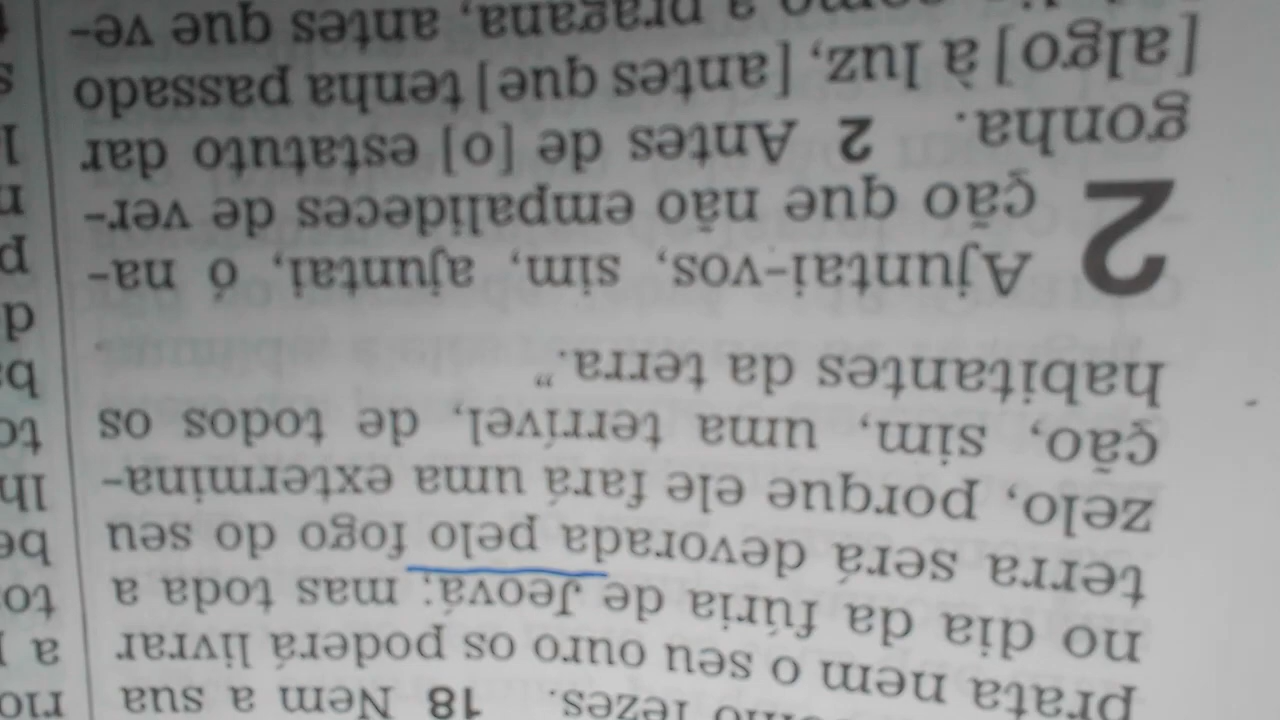 fezes. 18 Nem a sua
prata nem o seu ouro os poderá livrar
no dia da fúria de Jeová; mas a toda a
terra será devorada pelo fogo do seu
zelo, porque ele fará uma extermina-
ção, sim, uma terrível, de todos os
habitantes da terra.”
2 Ajuntai-vos, sim, ajuntai, ó na-
ção que não empalideces de ver-
gonha. 2 Antes de [o] estatuto dar
[algo] à luz, [antes que] tenha passado
como a pragana, antes que ve-